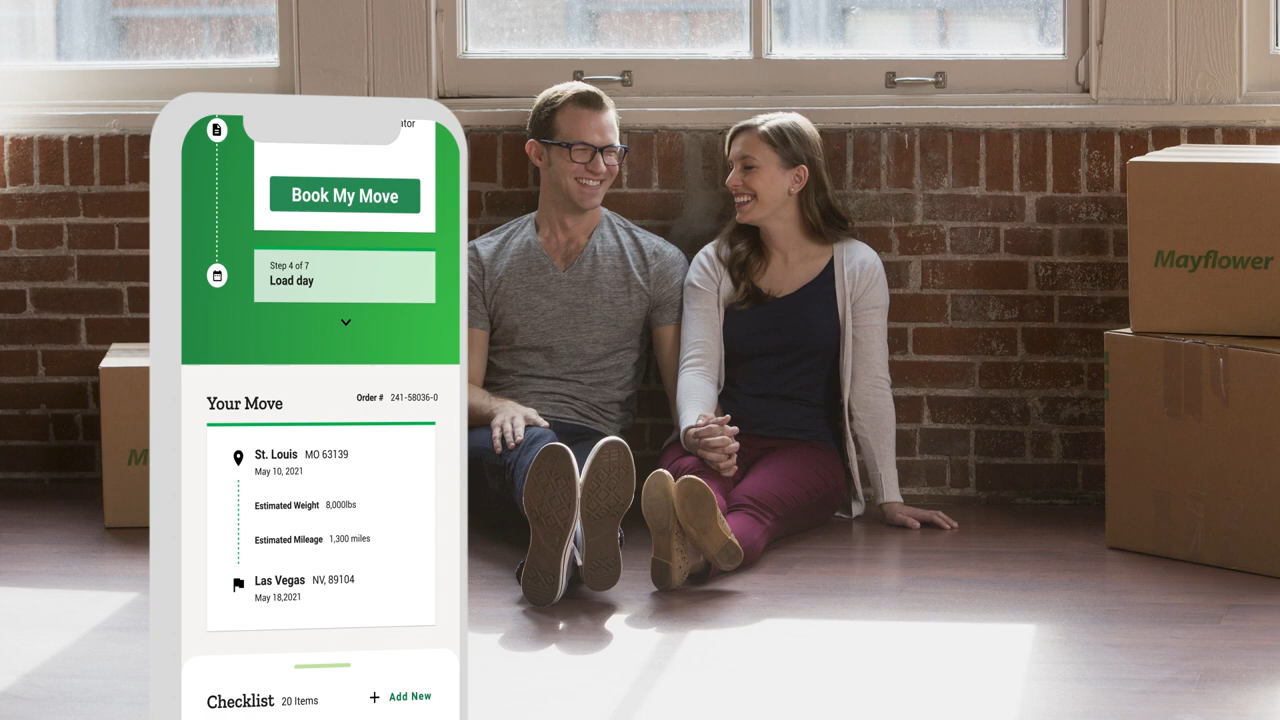 Book My Move
Step 4 of 7
Load day
Your Move
Order # 241-58036-0
St. Louis MO 63139
May 10, 2021
Estimated Weight 8,000lbs
Estimated Mileage 1,300 miles
Las Vegas NV, 89104
May 18,2021
Checklist 20 Items
+ Add New
Mayflower